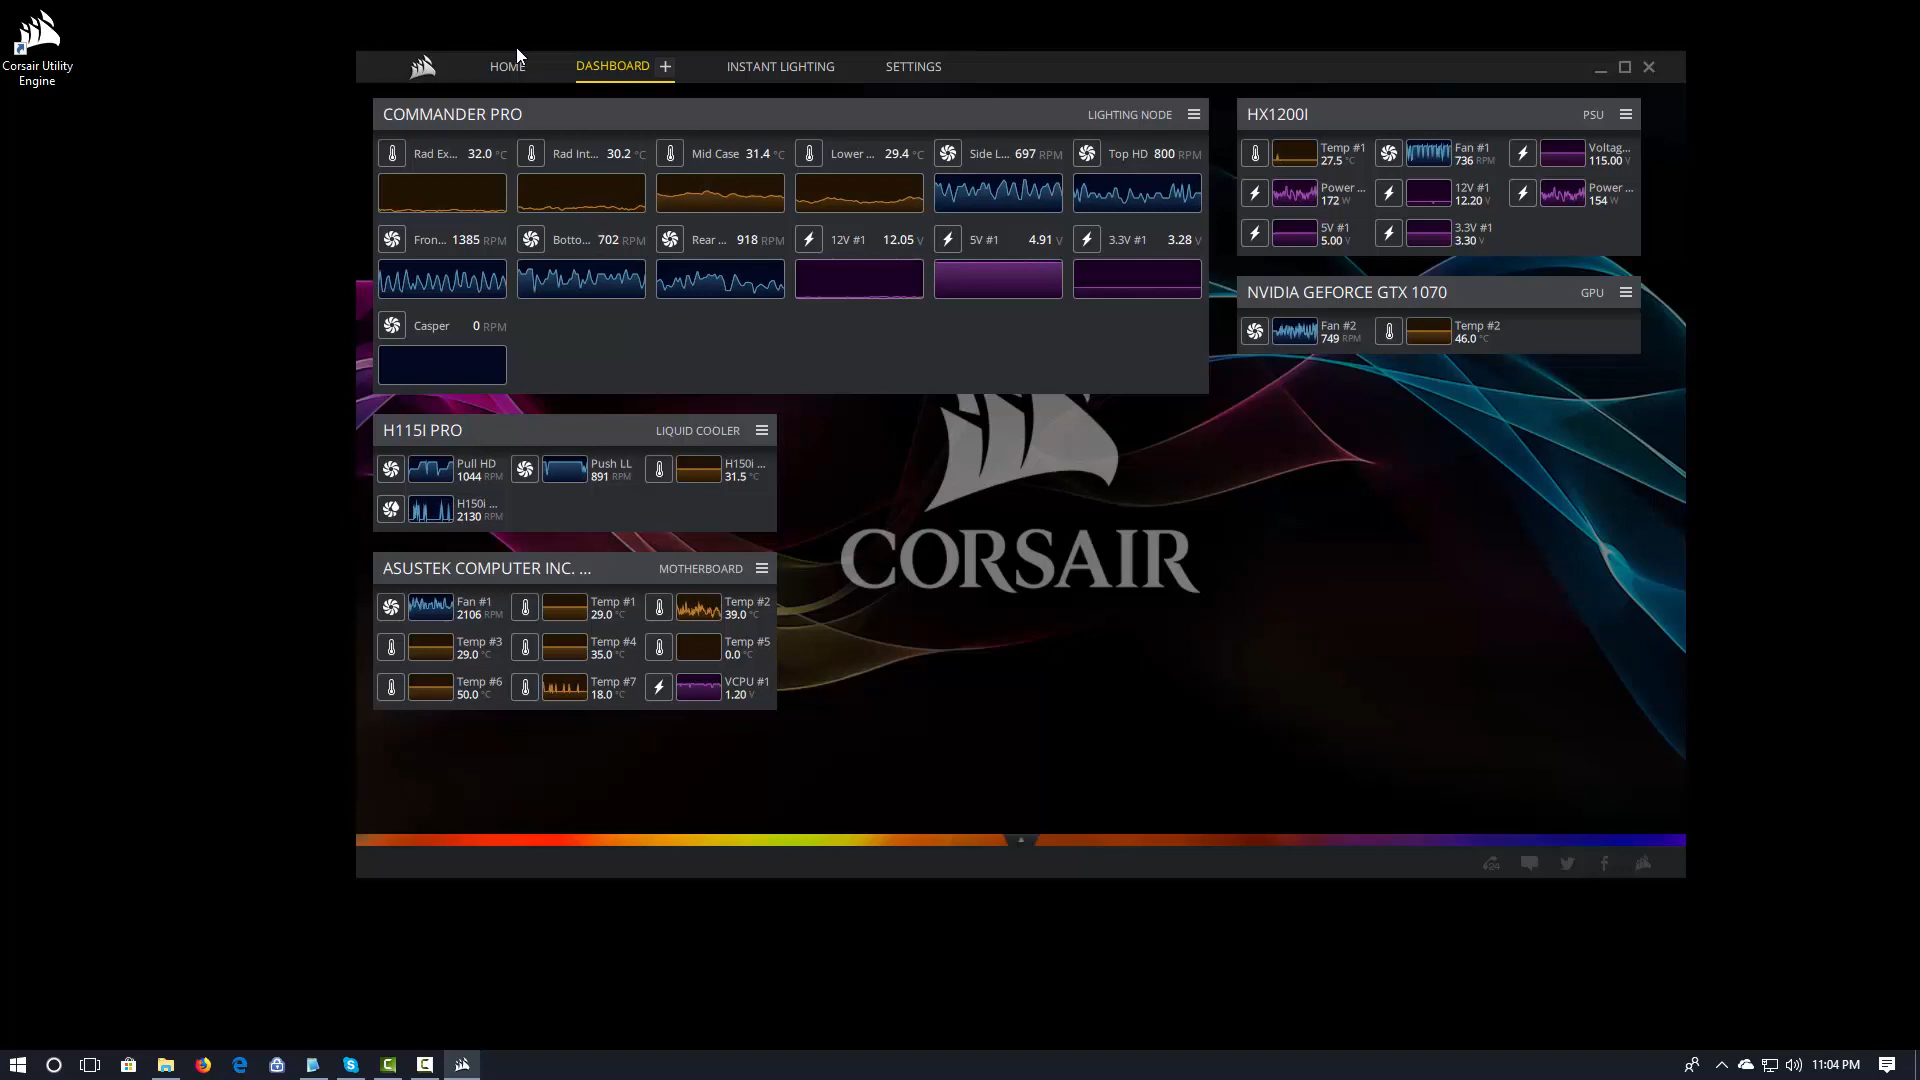 Corsair Utility
Engine
HOME
DASHBOARD +
INSTANT LIGHTING
SETTINGS
COMMANDER PRO
LIGHTING NODE
Rad Ex... 32.0 °C
Rad Int... 30.2 °C
Mid Case 31.4 °C
Lower ... 29.4 °C
Side L... 697 RPM
Top HD 800 RPM
Fron... 1385 RPM
Botto... 702 RPM
Rear ... 918 RPM
12V #1 12.05 V
5V #1 4.91 V
3.3V #1 3.28 V
Casper 0 RPM
HX1200I
PSU
Temp #1
27.5 °C
Fan #1
736 RPM
Voltag...
115.00 V
Power ...
172 W
12V #1
12.20 V
Power ...
154 W
5V #1
5.00 V
3.3V #1
3.30 V
NVIDIA GEFORCE GTX 1070
GPU
Fan #2
749 RPM
Temp #2
46.0 °C
H115I PRO
LIQUID COOLER
Pull HD
1044 RPM
Push LL
891 RPM
H150i ...
31.5 °C
H150i ...
2130 RPM
ASUSTEK COMPUTER INC. ...
MOTHERBOARD
Fan #1
2106 RPM
Temp #1
29.0 °C
Temp #2
39.0 °C
Temp #3
29.0 °C
Temp #4
35.0 °C
Temp #5
0.0 °C
Temp #6
50.0 °C
Temp #7
18.0 °C
VCPU #1
1.20 V
CORSAIR
24
11:04 PM